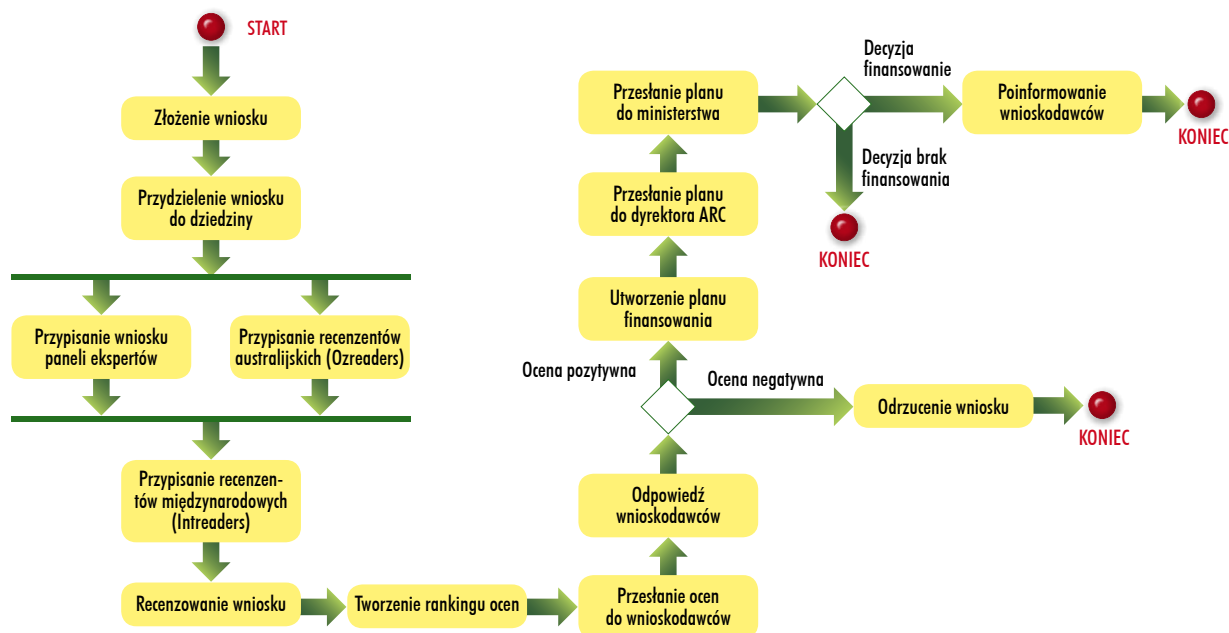 START
Złożenie wniosku
Przydzielenie wniosku
do dziedziny
Przypisanie wniosku
paneli ekspertów
Przypisanie recenzentów
australijskich (Ozreaders)
Przypisanie recenzen-
tów międzynarodowych
(Intreaders)
Recenzowanie wniosku
Tworzenie rankingu ocen
Przesłanie ocen
do wnioskodawców
Odpowiedź
wnioskodawców
Ocena pozytywna
Ocena negatywna
Odrzucenie wniosku
KONIEC
Utworzenie planu
finansowania
Przesłanie planu
do dyrektora ARC
Przesłanie planu
do ministerstwa
Decyzja
finansowanie
Decyzja brak
finansowania
KONIEC
Poinformowanie
wnioskodawców
KONIEC